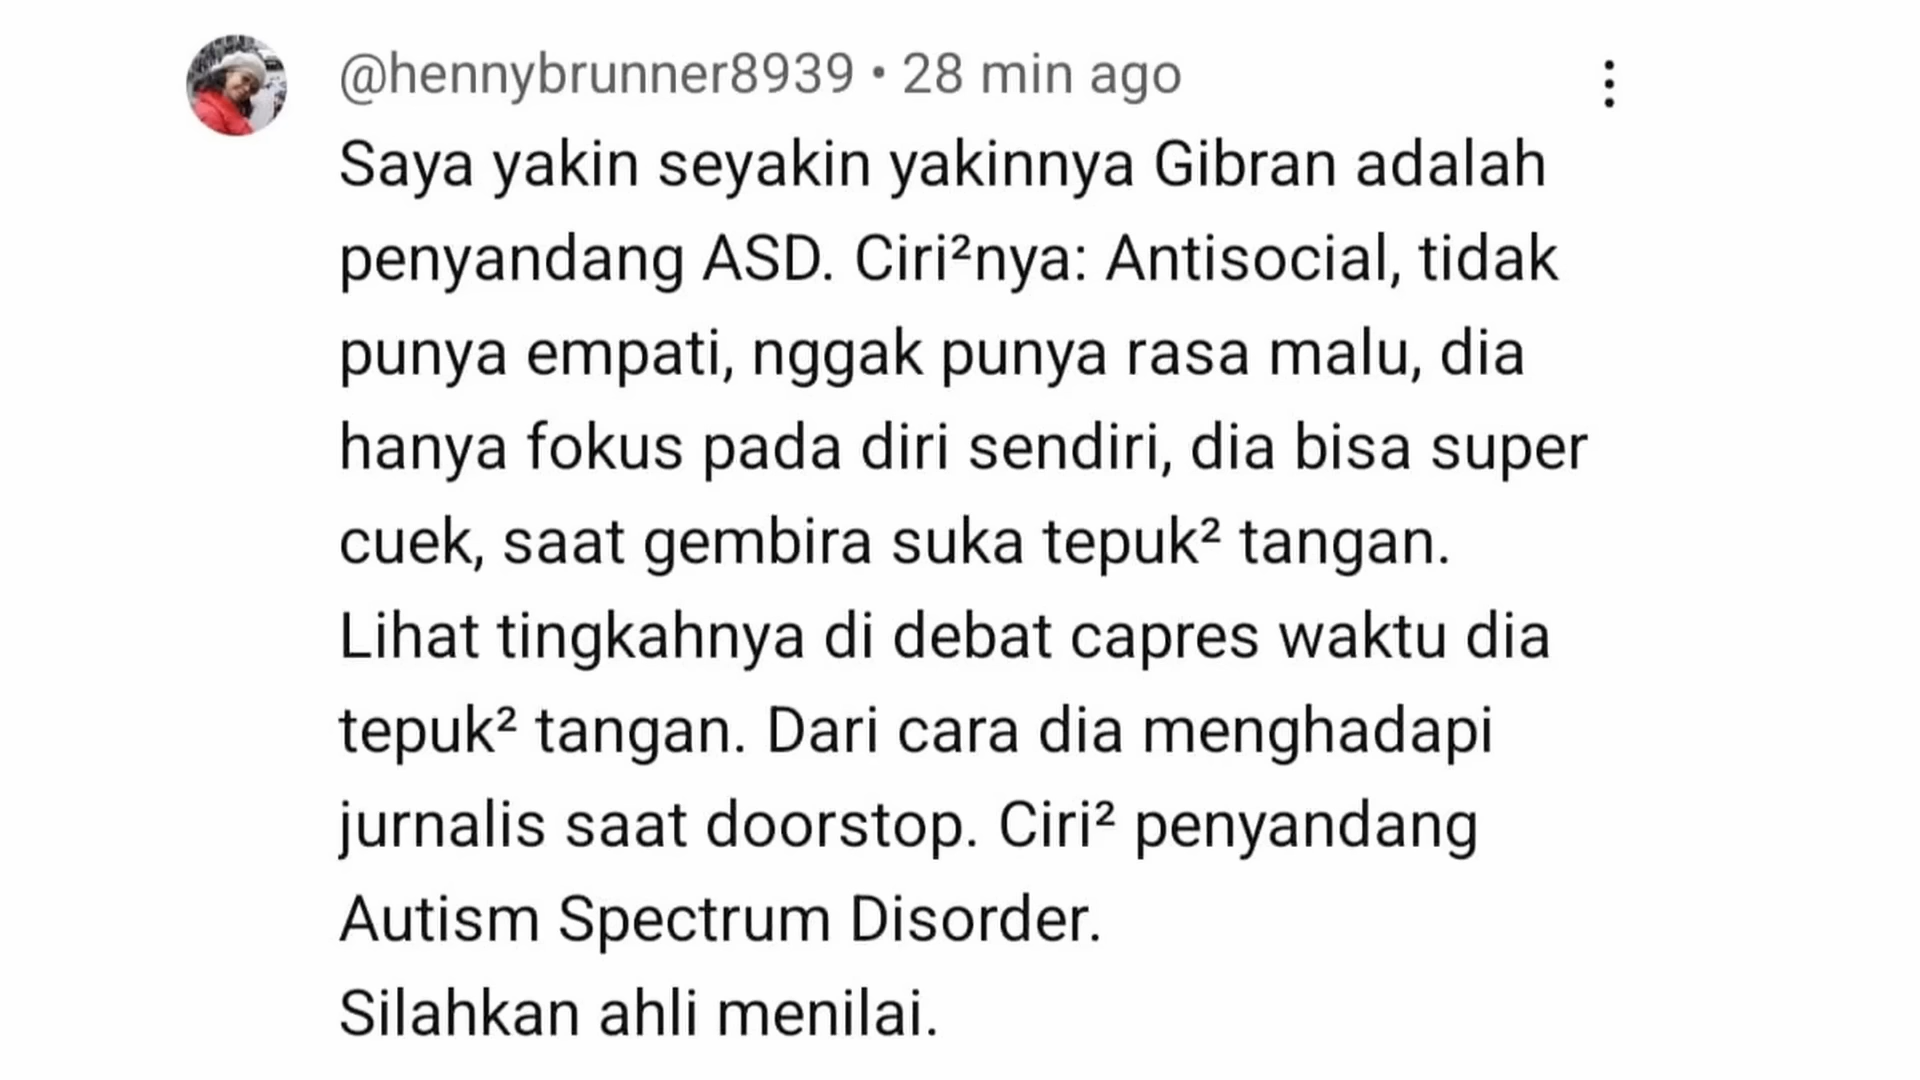 @hennybrunner8939 • 28 min ago
Saya yakin seyakin yakinnya Gibran adalah
penyandang ASD. Ciri²nya: Antisocial, tidak
punya empati, nggak punya rasa malu, dia
hanya fokus pada diri sendiri, dia bisa super
cuek, saat gembira suka tepuk² tangan.
Lihat tingkahnya di debat capres waktu dia
tepuk² tangan. Dari cara dia menghadapi
jurnalis saat doorstop. Ciri² penyandang
Autism Spectrum Disorder.
Silahkan ahli menilai.